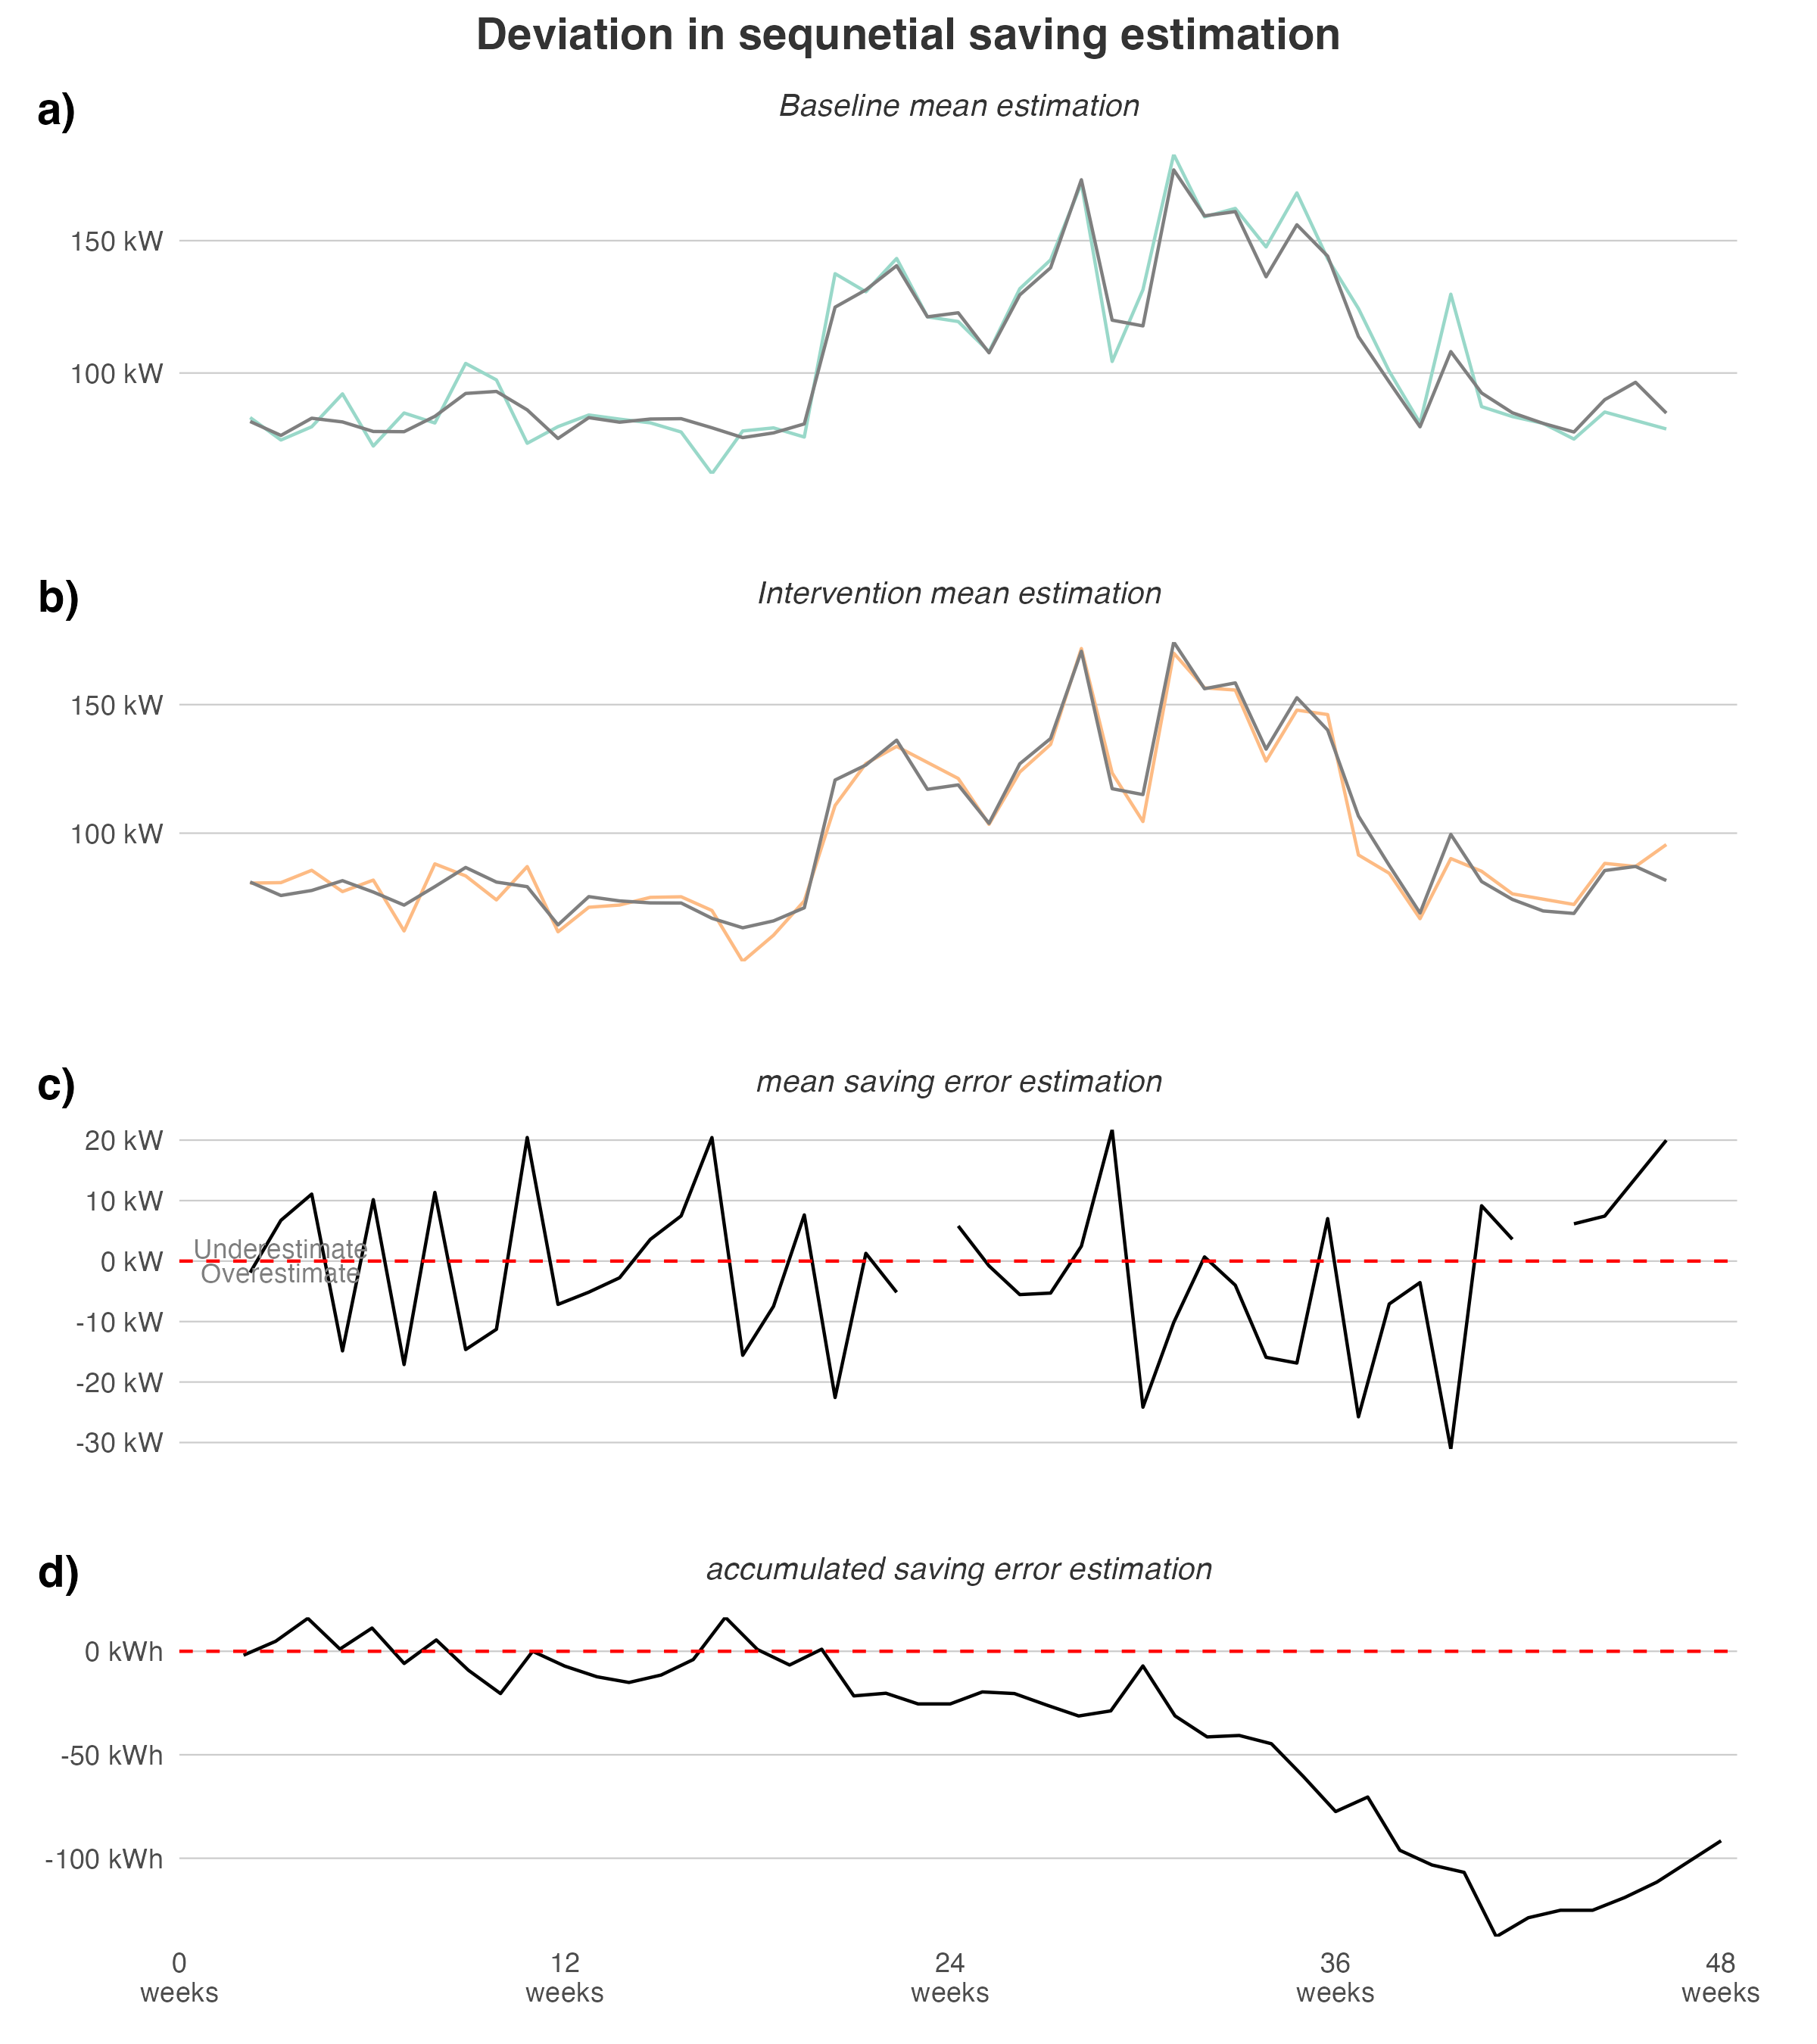 Deviation in sequnetial saving estimation
a)
Baseline mean estimation
150 kW
100 kW
b)
Intervention mean estimation
150 kW
100 kW
c)
mean saving error estimation
20 kW
10 kW
Underestimate
0 kW
Overestimate
-10 kW
-20 kW
-30 kW
d)
accumulated saving error estimation
0 kWh
-50 kWh
-100 kWh
0 12 24 36 48
weeks weeks weeks weeks weeks